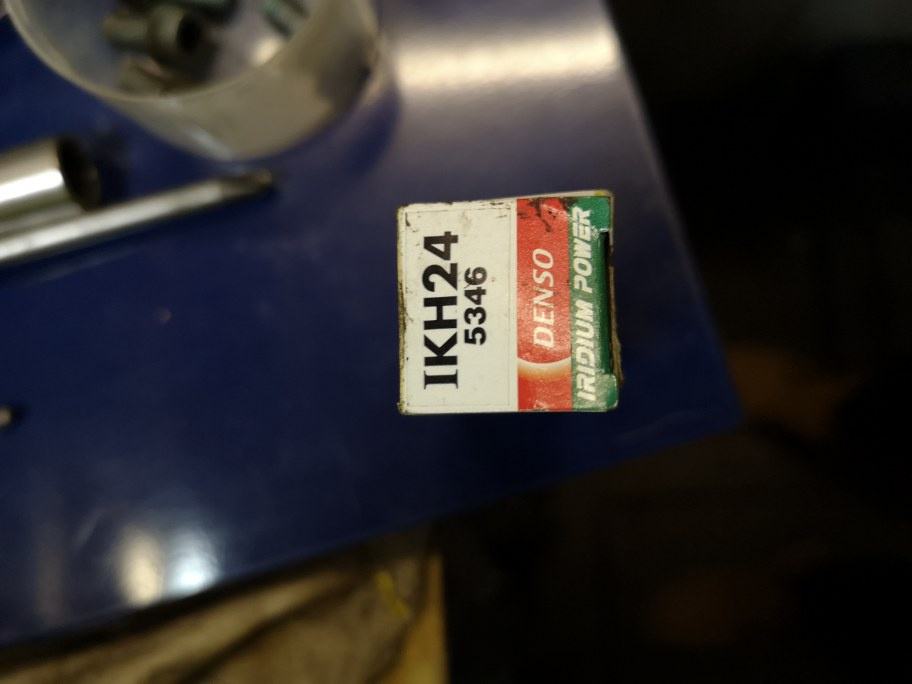 IKH24
5346
DENSO
IRIDIUM POWER